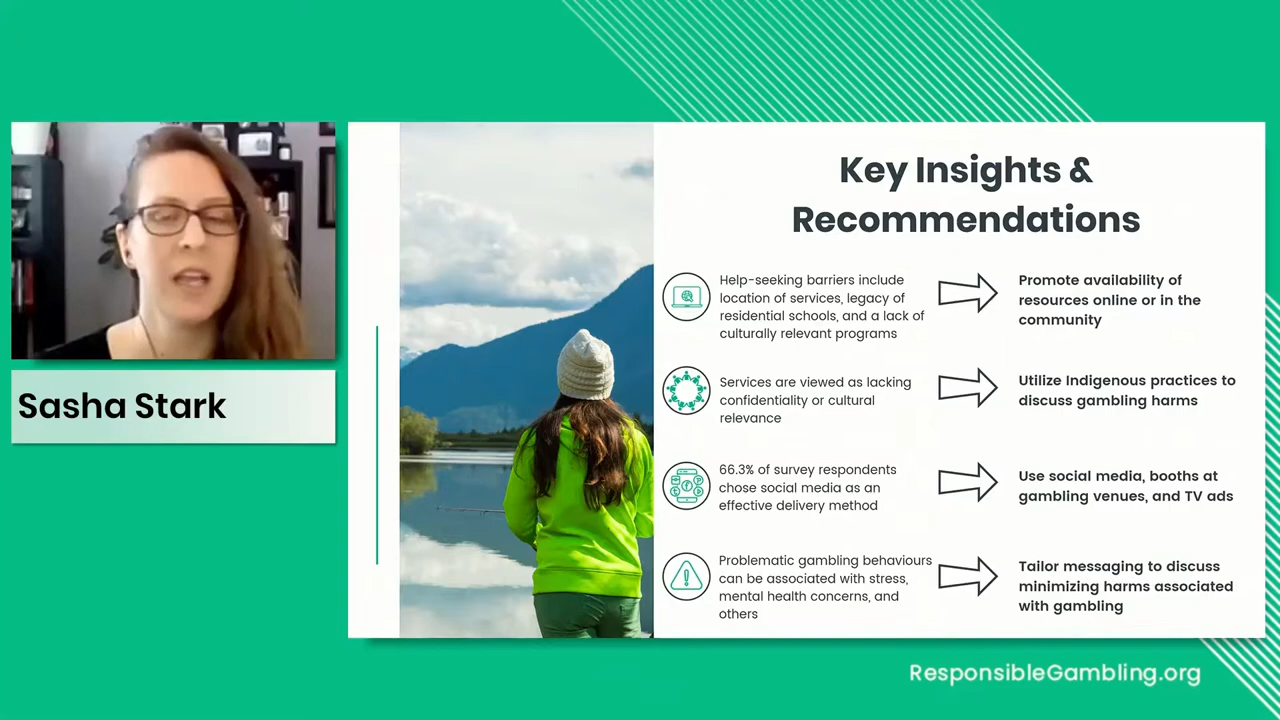 Sasha Stark
Key Insights &
Recommendations
Help-seeking barriers include
location of services, legacy of
residential schools, and a lack of
culturally relevant programs
Promote availability of
resources online or in the
community
Services are viewed as lacking
confidentiality or cultural
relevance
Utilize Indigenous practices to
discuss gambling harms
66.3% of survey respondents
chose social media as an
effective delivery method
Use social media, booths at
gambling venues, and TV ads
Problematic gambling behaviours
can be associated with stress,
mental health concerns, and
others
Tailor messaging to discuss
minimizing harms associated
with gambling
ResponsibleGambling.org